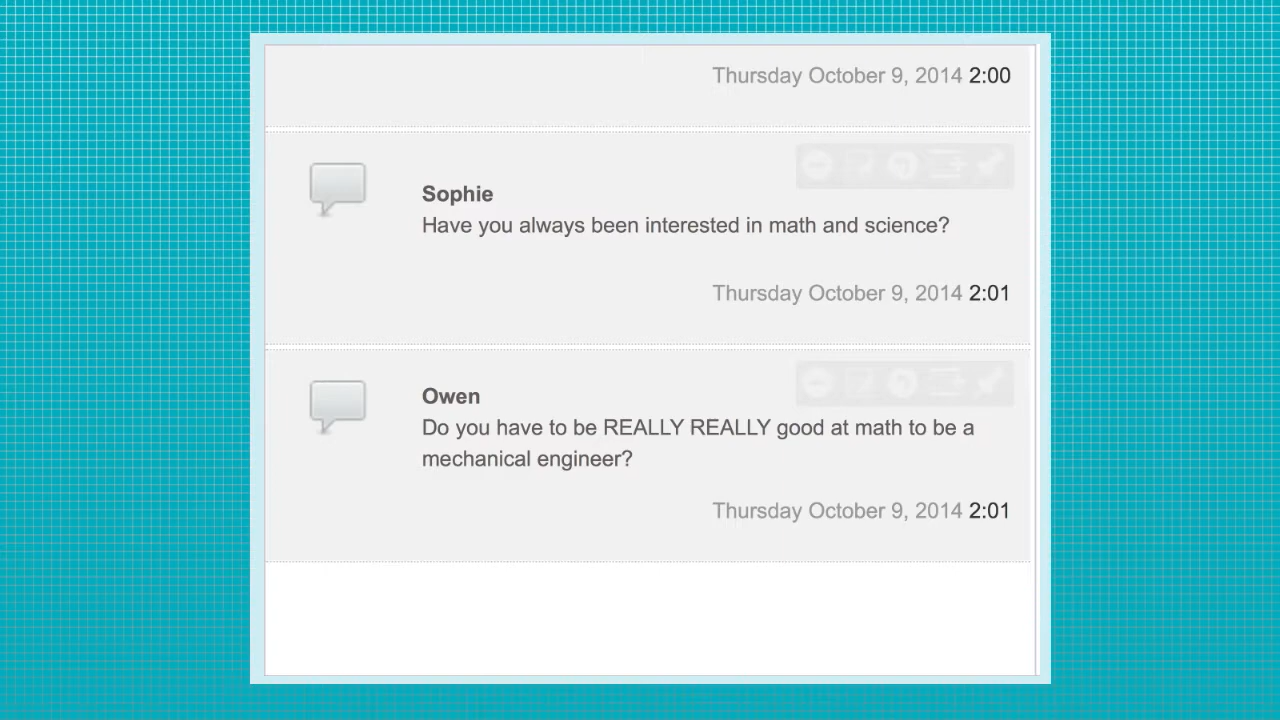 Thursday October 9, 2014 2:00
Sophie
Have you always been interested in math and science?
Thursday October 9, 2014 2:01
Owen
Do you have to be REALLY REALLY good at math to be a
mechanical engineer?
Thursday October 9, 2014 2:01